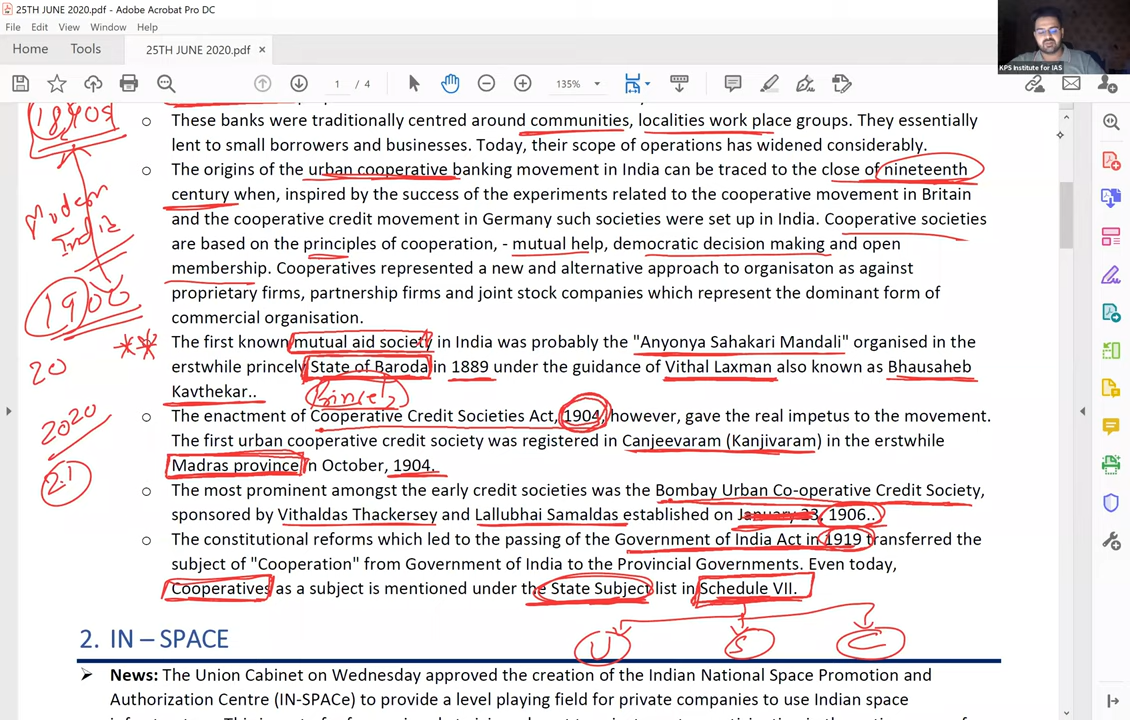 25TH JUNE 2020.pdf - Adobe Acrobat Pro DC
File Edit View Window Help
Home Tools 25TH JUNE 2020.pdf ×
1 / 4 135%
KPS Institute for IAS
These banks were traditionally centred around communities, localities work place groups. They essentially
lent to small borrowers and businesses. Today, their scope of operations has widened considerably.
The origins of the urban cooperative banking movement in India can be traced to the close of nineteenth
century when, inspired by the success of the experiments related to the cooperative movement in Britain
and the cooperative credit movement in Germany such societies were set up in India. Cooperative societies
are based on the principles of cooperation, - mutual help, democratic decision making and open
membership. Cooperatives represented a new and alternative approach to organisaton as against
proprietary firms, partnership firms and joint stock companies which represent the dominant form of
commercial organisation.
The first known mutual aid society in India was probably the "Anyonya Sahakari Mandali" organised in the
erstwhile princely State of Baroda in 1889 under the guidance of Vithal Laxman also known as Bhausaheb
Kavthekar..
The enactment of Cooperative Credit Societies Act, 1904, however, gave the real impetus to the movement.
The first urban cooperative credit society was registered in Canjeevaram (Kanjivaram) in the erstwhile
Madras province in October, 1904.
The most prominent amongst the early credit societies was the Bombay Urban Co-operative Credit Society,
sponsored by Vithaldas Thackersey and Lallubhai Samaldas established on January 23, 1906..
The constitutional reforms which led to the passing of the Government of India Act in 1919 transferred the
subject of "Cooperation" from Government of India to the Provincial Governments. Even today,
Cooperatives as a subject is mentioned under the State Subject list in Schedule VII.
U S C
2. IN – SPACE
News: The Union Cabinet on Wednesday approved the creation of the Indian National Space Promotion and
Authorization Centre (IN-SPACe) to provide a level playing field for private companies to use Indian space
Modern
India
1900
20
2020
21